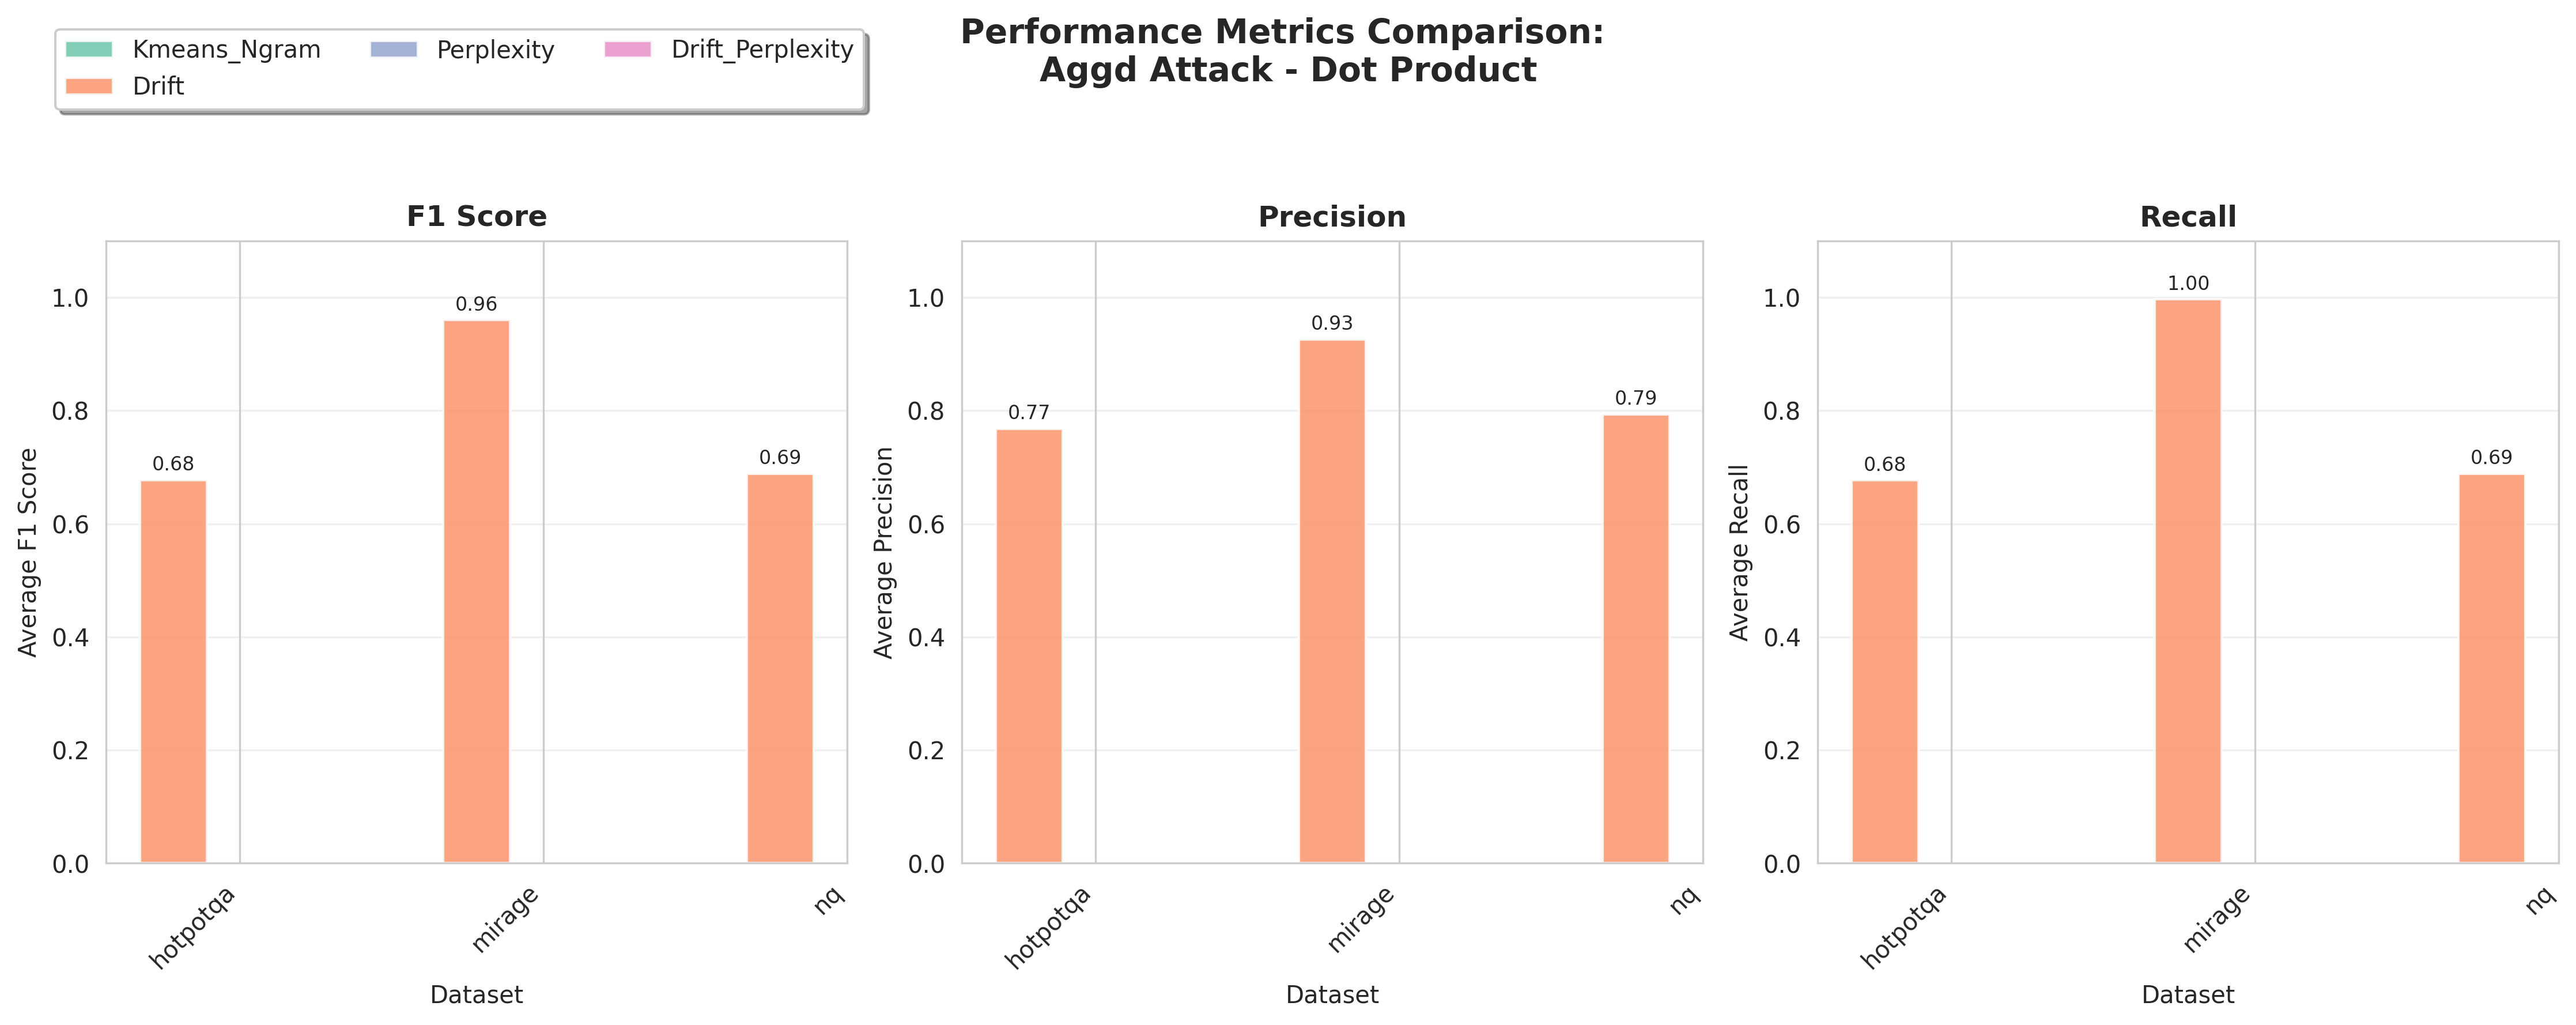 Performance Metrics Comparison:
Aggd Attack - Dot Product
Kmeans_Ngram
Drift
Perplexity
Drift_Perplexity
F1 Score
Average F1 Score
1.0
0.8
0.6
0.4
0.2
0.0
0.68
0.96
0.69
hotpotqa
mirage
nq
Dataset
Precision
Average Precision
1.0
0.8
0.6
0.4
0.2
0.0
0.77
0.93
0.79
hotpotqa
mirage
nq
Dataset
Recall
Average Recall
1.0
0.8
0.6
0.4
0.2
0.0
0.68
1.00
0.69
hotpotqa
mirage
nq
Dataset